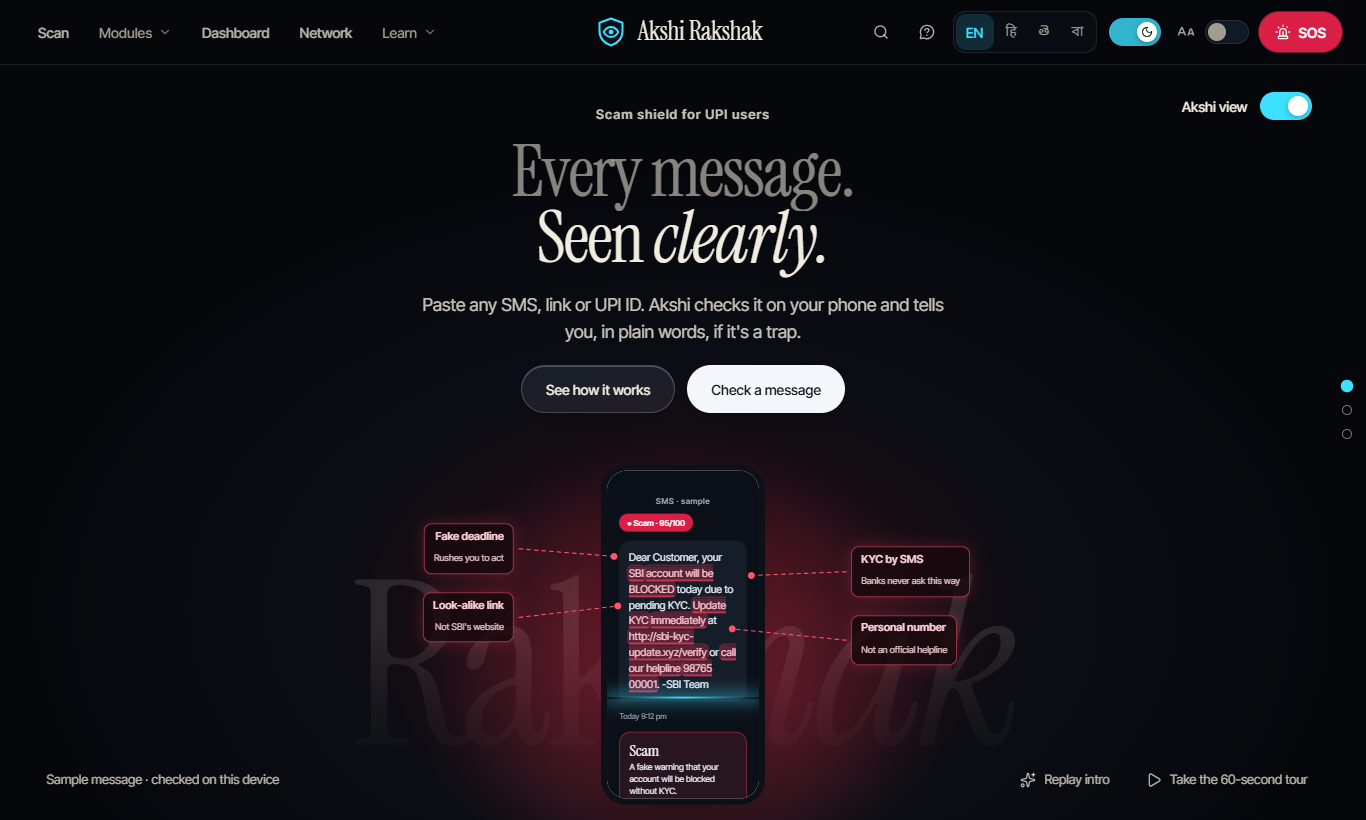 Scan
Modules
Dashboard
Network
Learn
Akshi Rakshak
EN
हि
తె
বা
AA
SOS
Akshi view
Scam shield for UPI users
Every message.
Seen clearly.
Paste any SMS, link or UPI ID. Akshi checks it on your phone and tells
you, in plain words, if it's a trap.
See how it works
Check a message
SMS · sample
Scam · 95/100
Dear Customer, your
SBI account will be
BLOCKED today due to
pending KYC. Update
KYC immediately at
http://sbi-kyc-
update.xyz/verify or call
our helpline 98765
00001. -SBI Team
Today 9:12 pm
Scam
A fake warning that your
account will be blocked
without KYC.
Fake deadline
Rushes you to act
Look-alike link
Not SBI's website
KYC by SMS
Banks never ask this way
Personal number
Not an official helpline
Sample message · checked on this device
Replay intro
Take the 60-second tour